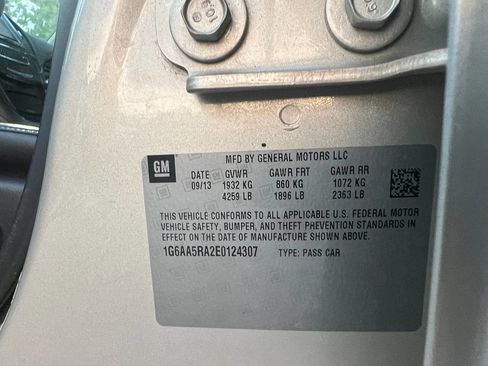 GM
MFD BY GENERAL MOTORS LLC
DATE GVWR GAWR FRT GAWR RR
09/13 1932 KG 860 KG 1072 KG
4259 LB 1896 LB 2363 LB
THIS VEHICLE CONFORMS TO ALL APPLICABLE U.S. FEDERAL MOTOR
VEHICLE SAFETY, BUMPER, AND THEFT PREVENTION STANDARDS
IN EFFECT ON THE DATE OF MANUFACTURE SHOWN ABOVE.
1G6AA5RA2E0124307 TYPE: PASS CAR